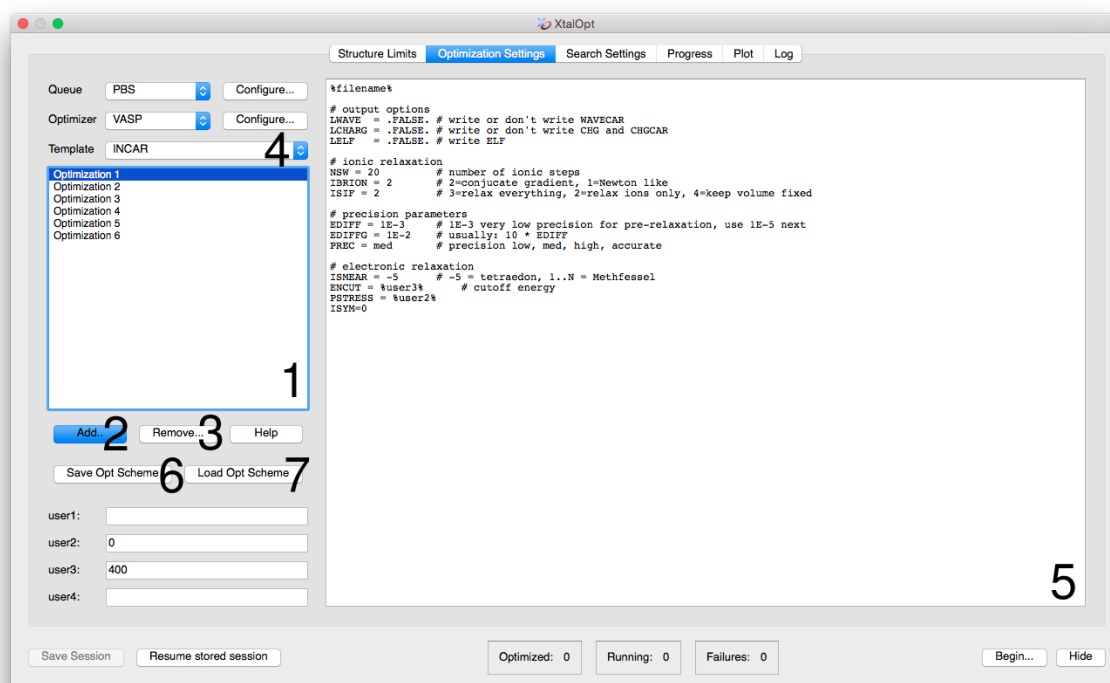 XtalOpt
Structure Limits Optimization Settings Search Settings Progress Plot Log
Queue PBS Configure...
Optimizer VASP Configure...
Template INCAR 4
Optimization 1
Optimization 2
Optimization 3
Optimization 4
Optimization 5
Optimization 6
1
Add.. 2 Remove... 3 Help
Save Opt Scheme 6 Load Opt Scheme 7
user1:
user2: 0
user3: 400
user4:
%filename%
# output options
LWAVE = .FALSE. # write or don't write WAVECAR
LCHARG = .FALSE. # write or don't write CHG and CHGCAR
LELF = .FALSE. # write ELF
# ionic relaxation
NSW = 20 # number of ionic steps
IBRION = 2 # 2=conjucate gradient, 1=Newton like
ISIF = 2 # 3=relax everything, 2=relax ions only, 4=keep volume fixed
# precision parameters
EDIFF = 1E-3 # 1E-3 very low precision for pre-relaxation, use 1E-5 next
EDIFFG = 1E-2 # usually: 10 * EDIFF
PREC = med # precision low, med, high, accurate
# electronic relaxation
ISMEAR = -5 # -5 = tetraedon, 1..N = Methfessel
ENCUT = %user3% # cutoff energy
PSTRESS = %user2%
ISYM=0
5
Save Session Resume stored session Optimized: 0 Running: 0 Failures: 0 Begin... Hide